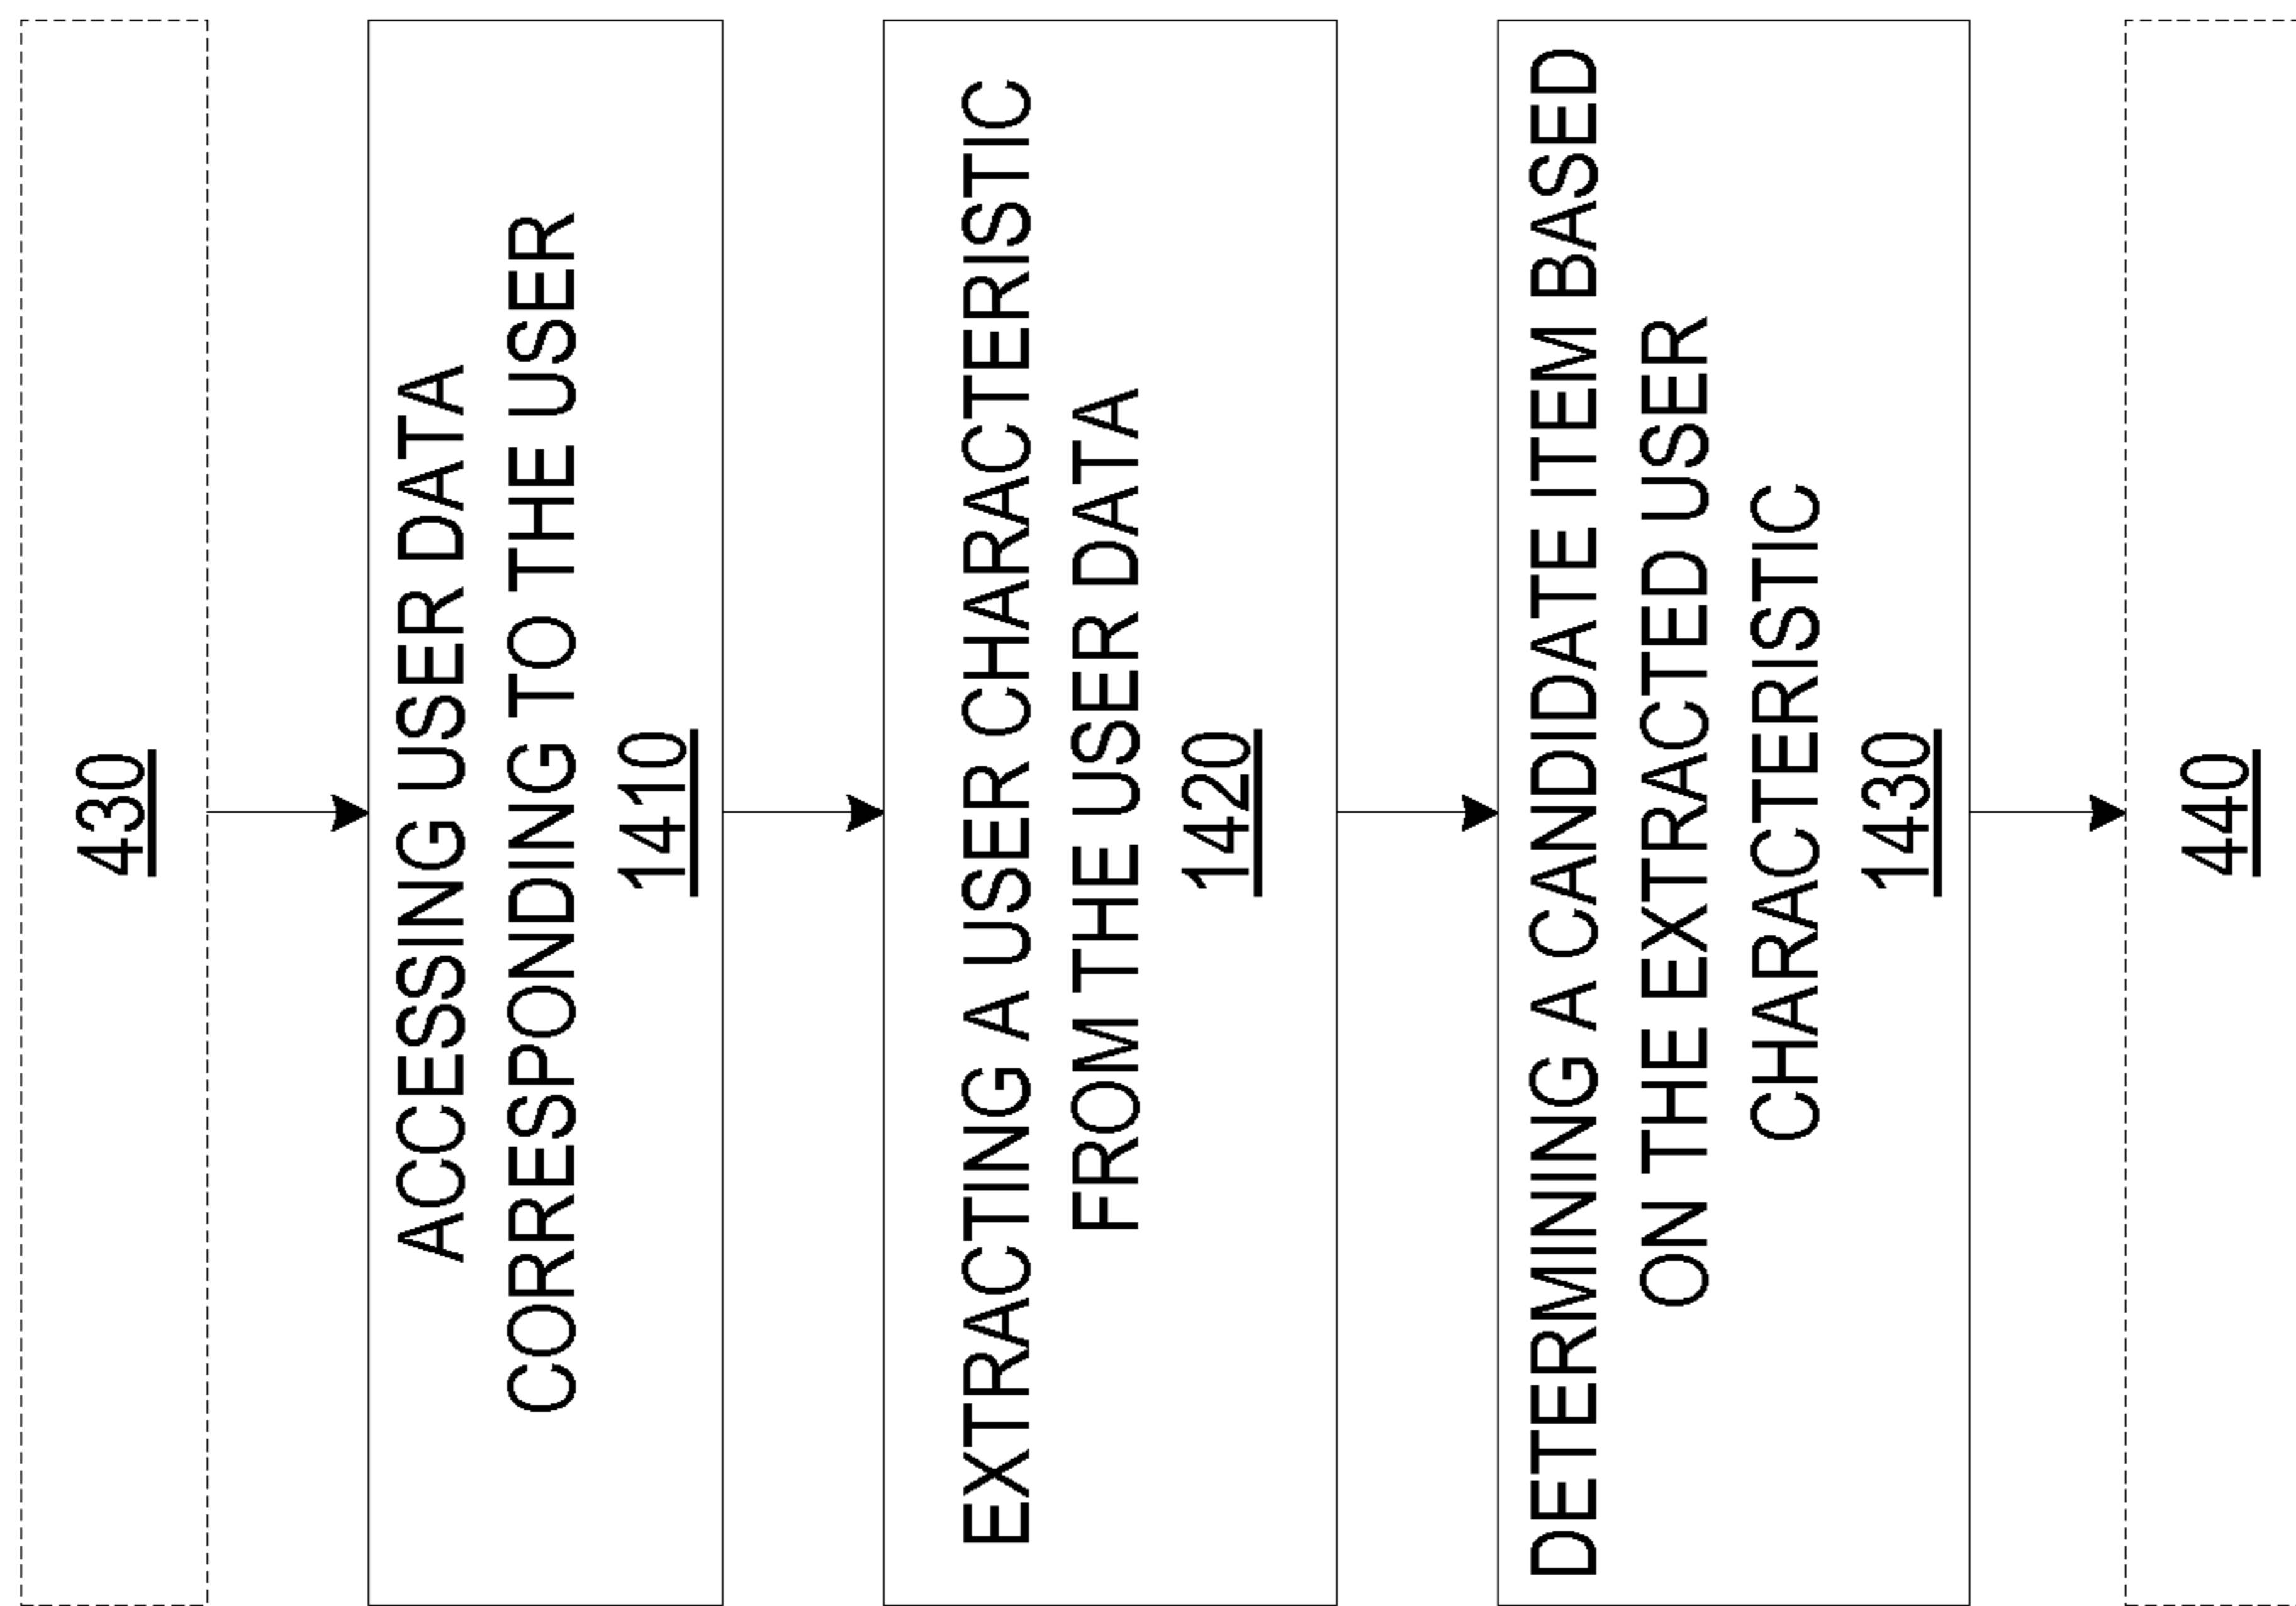 430
ACCESSING USER DATA
CORRESPONDING TO THE USER
1410
EXTRACTING A USER CHARACTERISTIC
FROM THE USER DATA
1420
DETERMINING A CANDIDATE ITEM BASED
ON THE EXTRACTED USER
CHARACTERISTIC
1430
440